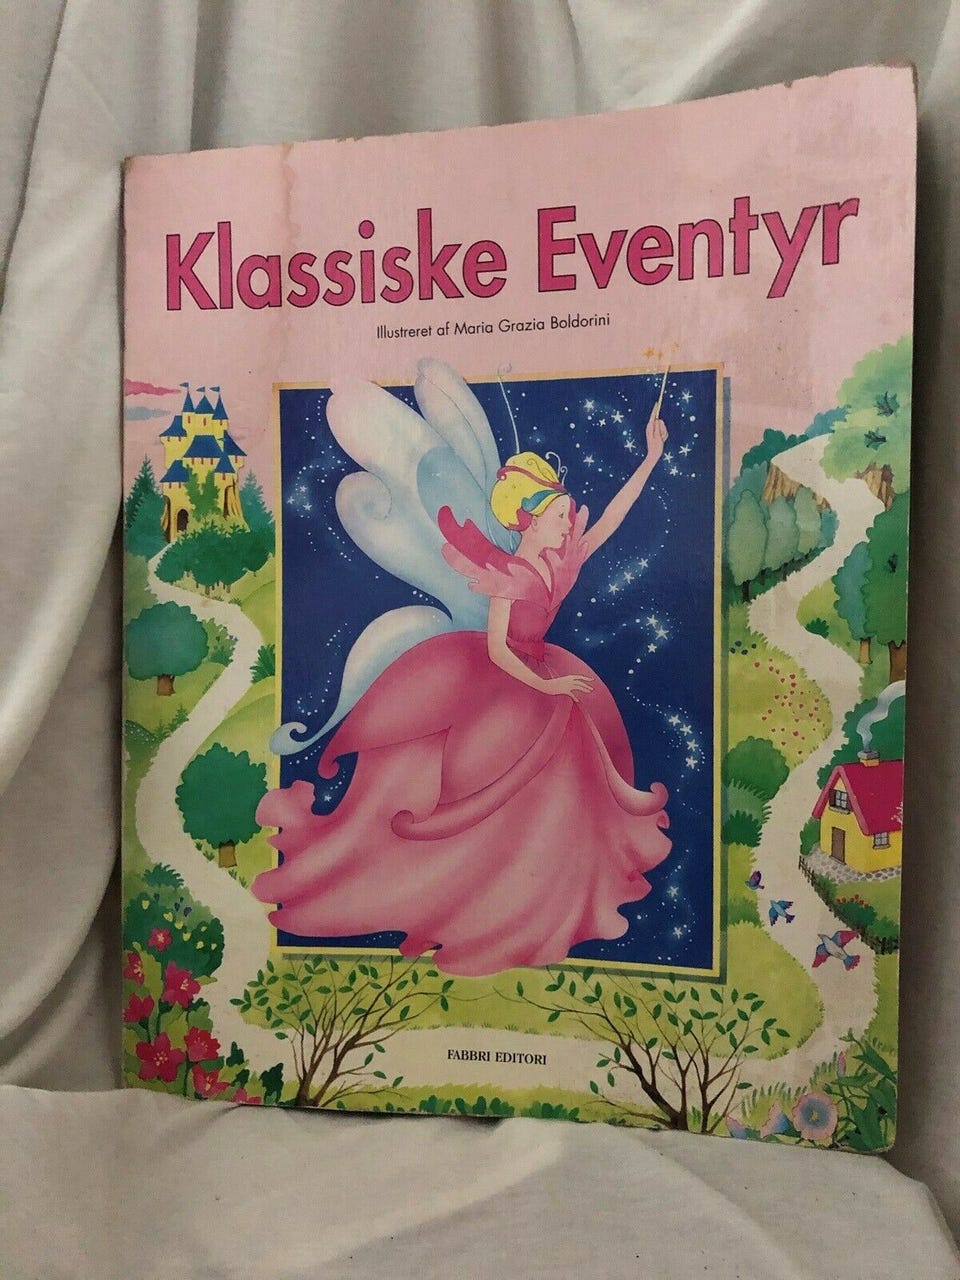 Klassiske Eventyr
Illustreret af Maria Grazia Boldorini
FABBRI EDITORI